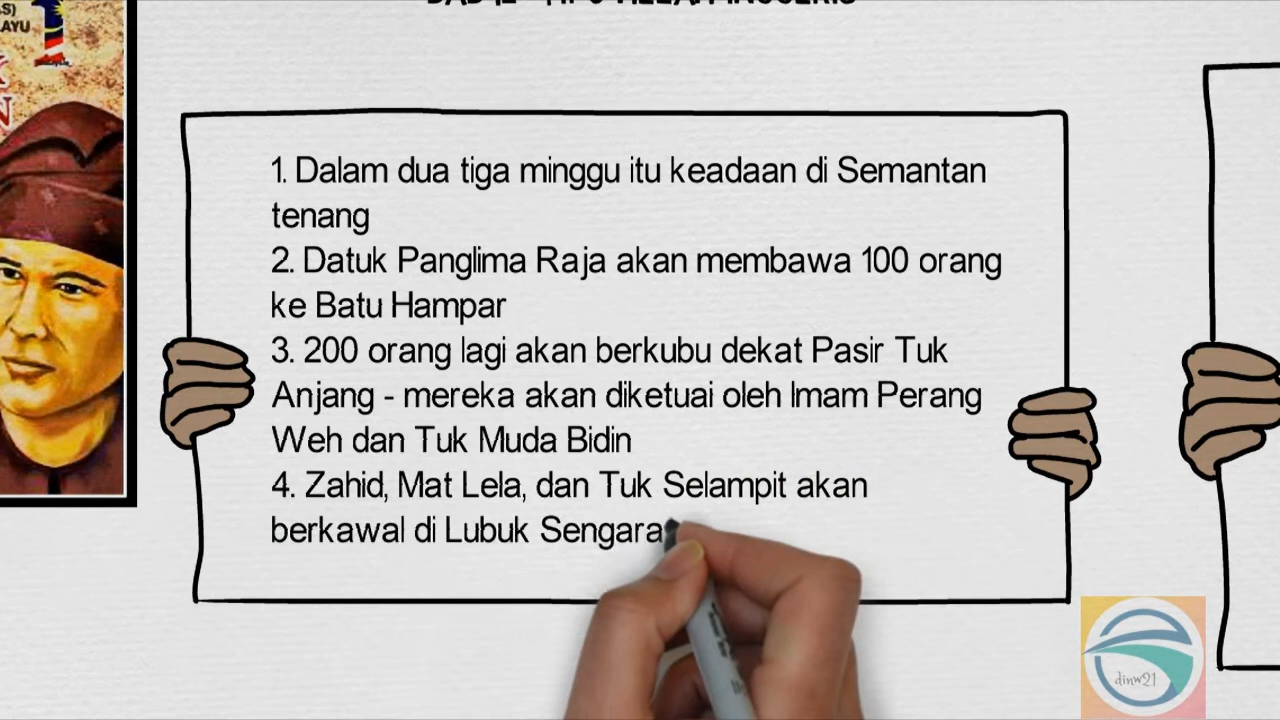 AYU
1. Dalam dua tiga minggu itu keadaan di Semantan
tenang
2. Datuk Panglima Raja akan membawa 100 orang
ke Batu Hampar
3. 200 orang lagi akan berkubu dekat Pasir Tuk
Anjang - mereka akan diketuai oleh Imam Perang
Weh dan Tuk Muda Bidin
4. Zahid, Mat Lela, dan Tuk Selampit akan
berkawal di Lubuk Sengara
dinw21